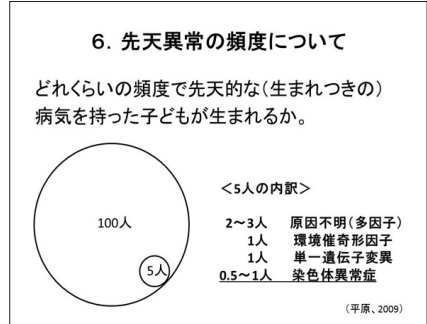 ６．先天異常の頻度について
どれくらいの頻度で先天的な（生まれつきの）
病気を持った子どもが生まれるか。
＜5人の内訳＞
100人
2～3人　原因不明（多因子）
1人　環境催奇形因子
1人　単一遺伝子変異
5人
0.5～1人　染色体異常症
（平原、2009）